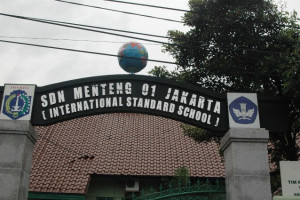 SDN MENTENG 01 JAKARTA
( INTERNATIONAL STANDARD SCHOOL )